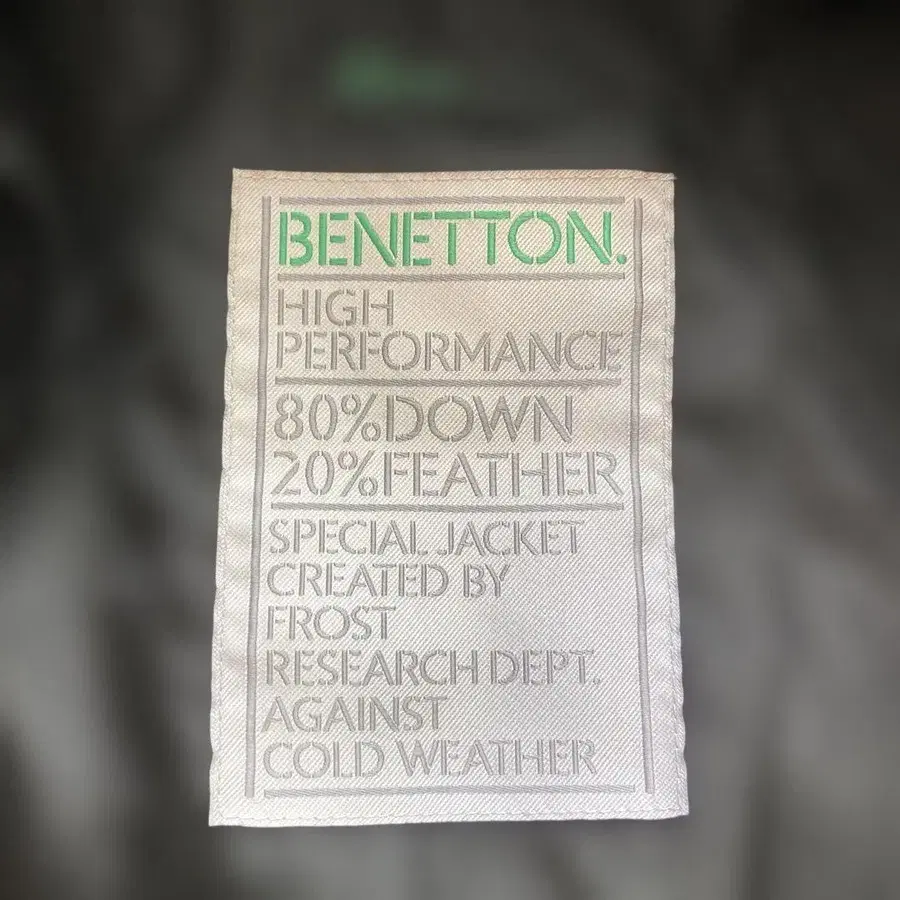 BENETTON.
HIGH
PERFORMANCE
80%DOWN
20%FEATHER
SPECIAL JACKET
CREATED BY
FROST
RESEARCH DEPT.
AGAINST
COLD WEATHER